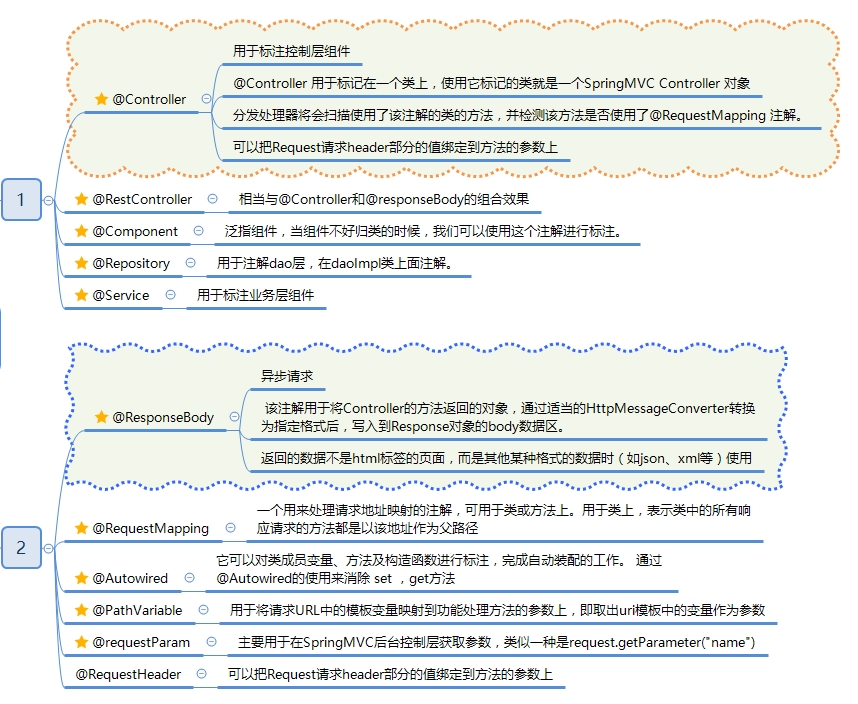 用于标注控制层组件
@Controller 用于标记在一个类上，使用它标记的类就是一个SpringMVC Controller 对象
@Controller
分发处理器将会扫描使用了该注解的类的方法，并检测该方法是否使用了@RequestMapping 注解。
可以把Request请求header部分的值绑定到方法的参数上
1
@RestController
相当与@Controller和@responseBody的组合效果
@Component
泛指组件，当组件不好归类的时候，我们可以使用这个注解进行标注。
@Repository
用于注解dao层，在daoImpl类上面注解。
@Service
用于标注业务层组件
异步请求
@ResponseBody
该注解用于将Controller的方法返回的对象，通过适当的HttpMessageConverter转换
为指定格式后，写入到Response对象的body数据区。
返回的数据不是html标签的页面，而是其他某种格式的数据时（如json、xml等）使用
2
@RequestMapping
一个用来处理请求地址映射的注解，可用于类或方法上。用于类上，表示类中的所有响
应请求的方法都是以该地址作为父路径
@Autowired
它可以对类成员变量、方法及构造函数进行标注，完成自动装配的工作。 通过
@Autowired的使用来消除 set ，get方法
@PathVariable
用于将请求URL中的模板变量映射到功能处理方法的参数上，即取出uri模板中的变量作为参数
@requestParam
主要用于在SpringMVC后台控制层获取参数，类似一种是request.getParameter("name")
@RequestHeader
可以把Request请求header部分的值绑定到方法的参数上